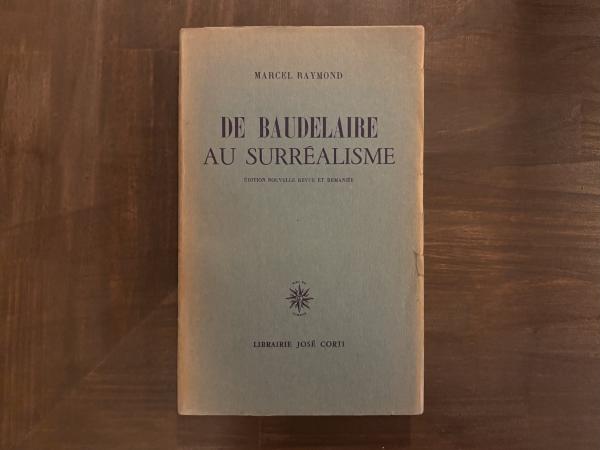 MARCEL RAYMOND
DE BAUDELAIRE
AU SURRÉALISME
ÉDITION NOUVELLE REVUE ET REMANIÉE
LIBRAIRIE JOSÉ CORTI